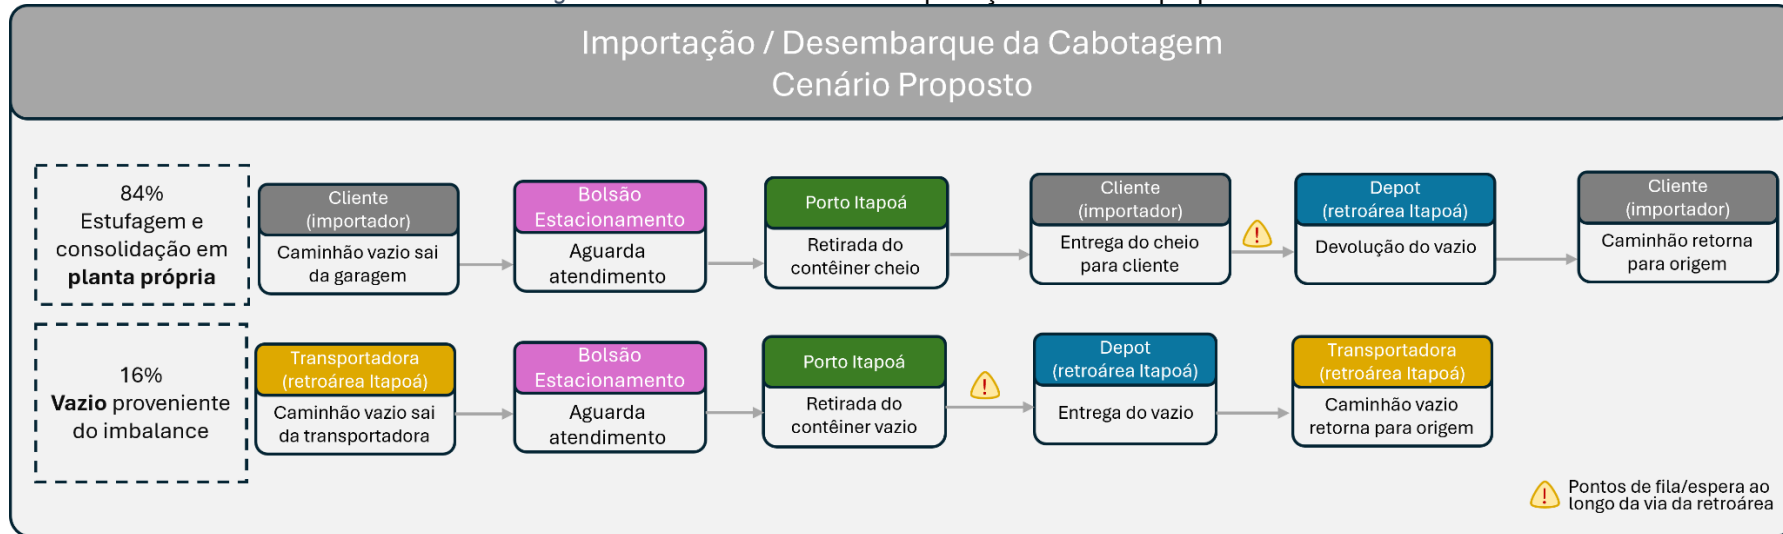 Importação / Desembarque da Cabotagem
Cenário Proposto
84%
Estufagem e
consolidação em
planta própria
Cliente
(importador)
Caminhão vazio sai
da garagem
Bolsão
Estacionamento
Aguarda
atendimento
Porto Itapoá
Retirada do
contêiner cheio
Cliente
(importador)
Entrega do cheio
para cliente
Depot
(retroárea Itapoá)
Devolução do vazio
Cliente
(importador)
Caminhão retorna
para origem
16%
Vazio proveniente
do imbalance
Transportadora
(retroárea Itapoá)
Caminhão vazio sai
da transportadora
Bolsão
Estacionamento
Aguarda
atendimento
Porto Itapoá
Retirada do
contêiner vazio
Depot
(retroárea Itapoá)
Entrega do vazio
Transportadora
(retroárea Itapoá)
Caminhão vazio
retorna para origem
Pontos de fila/espera ao
longo da via da retroárea